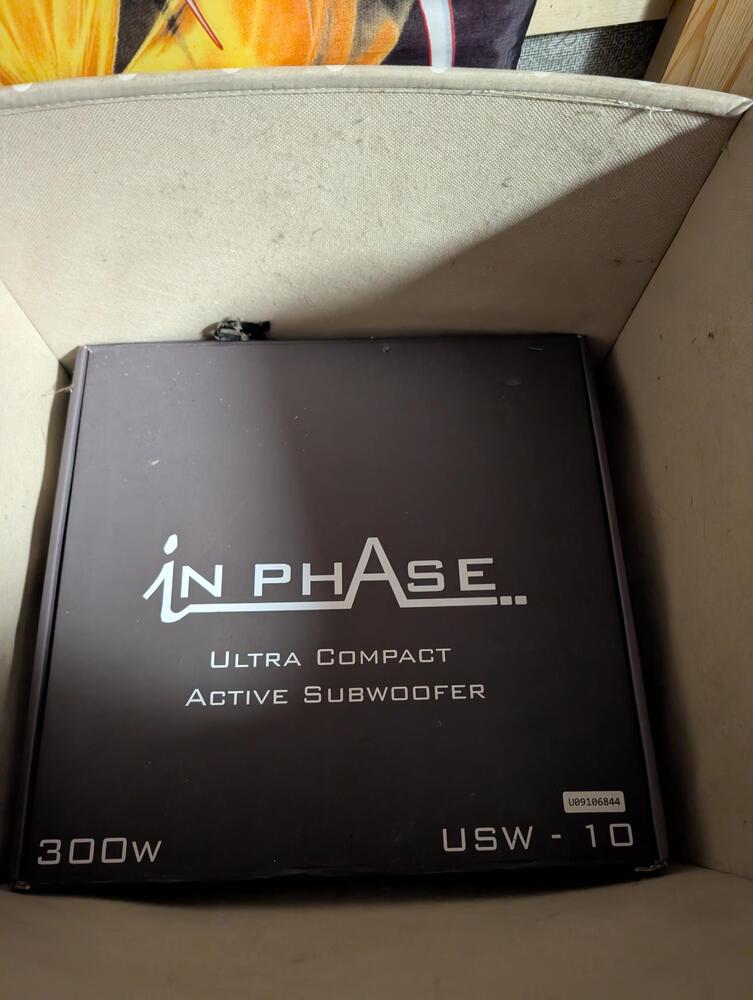 in PHASE..
ULTRA COMPACT
ACTIVE SUBWOOFER
U09106844
300W
USW - 10